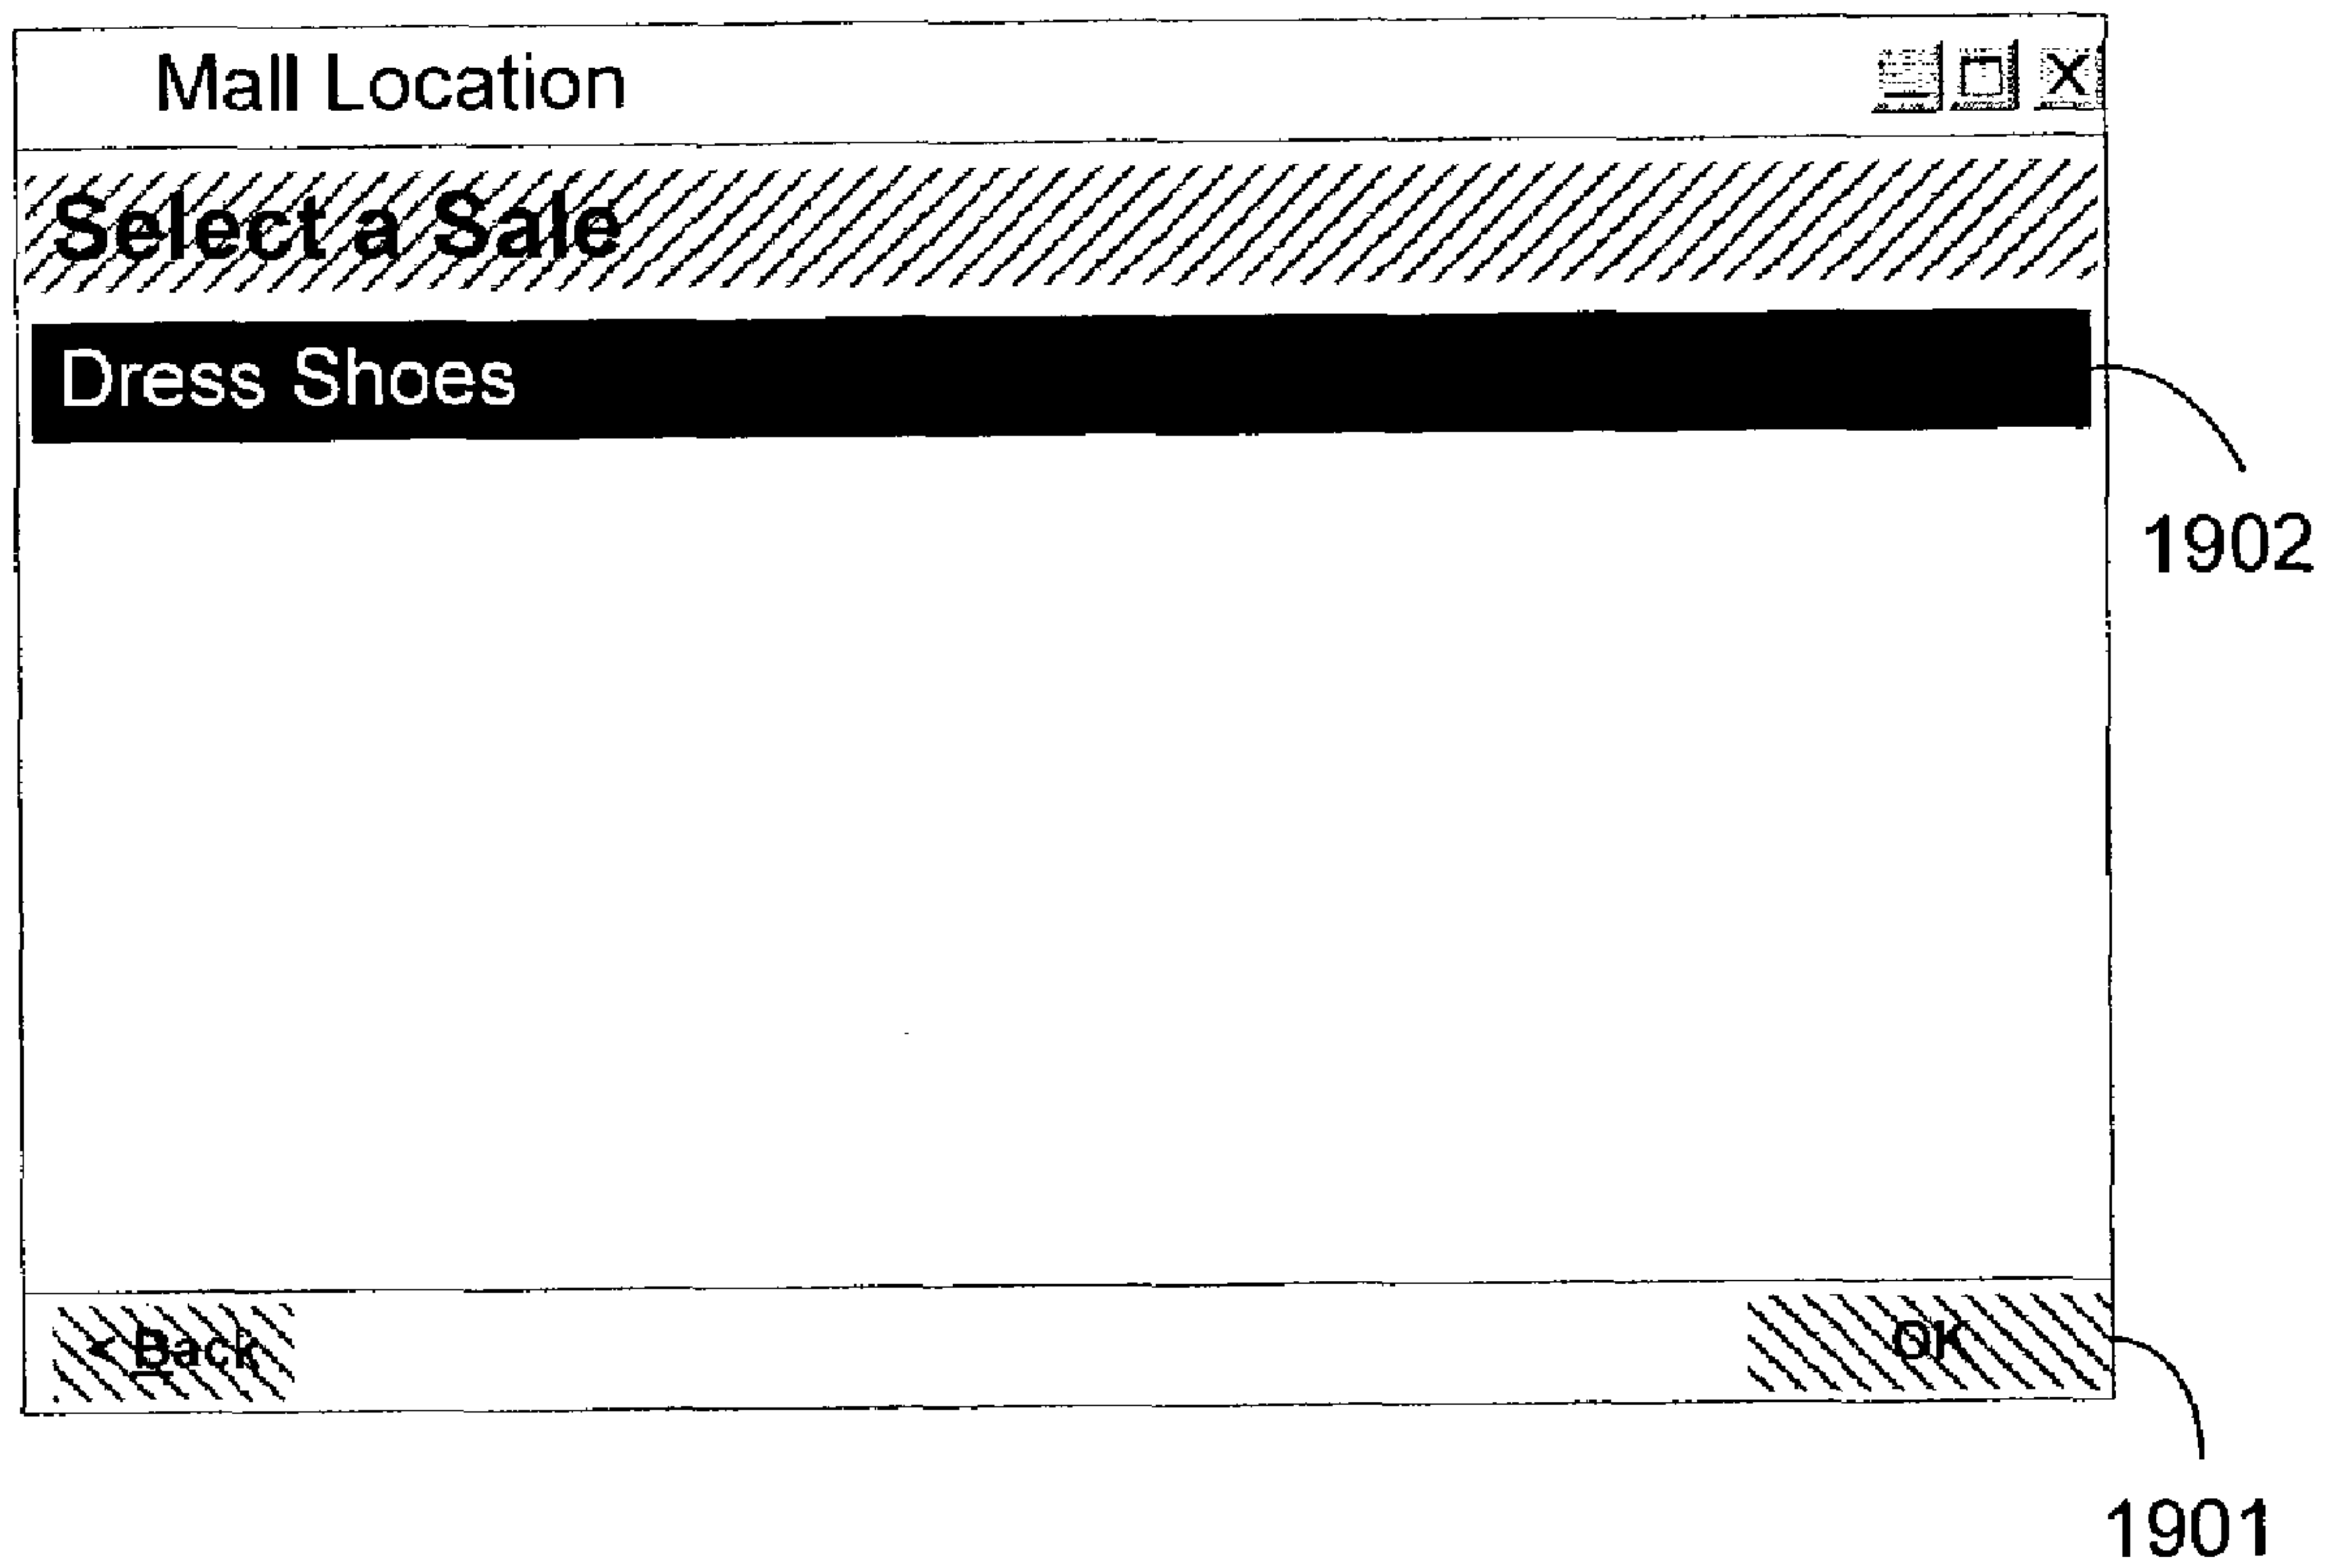 Mall Location
Select a Sale
Dress Shoes
1902
< Back
OK
1901